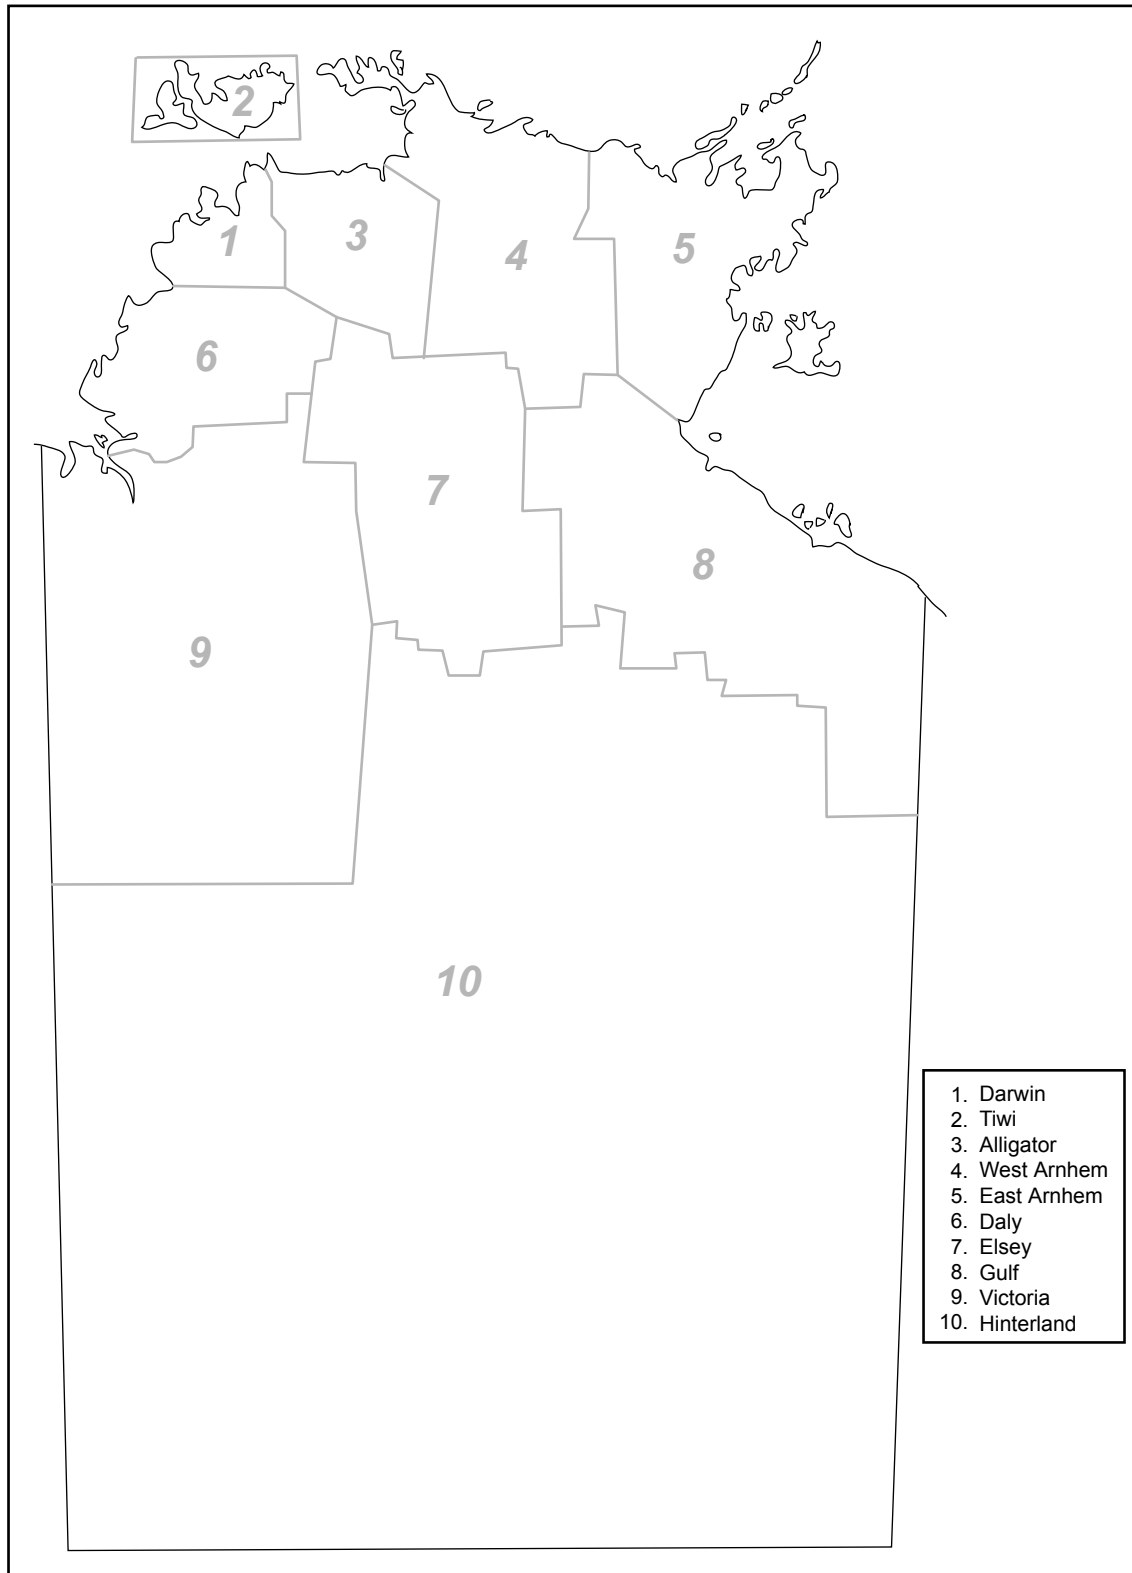 2
1
3
4
5
6
7
8
9
10
1. Darwin
2. Tiwi
3. Alligator
4. West Arnhem
5. East Arnhem
6. Daly
7. Elsey
8. Gulf
9. Victoria
10. Hinterland